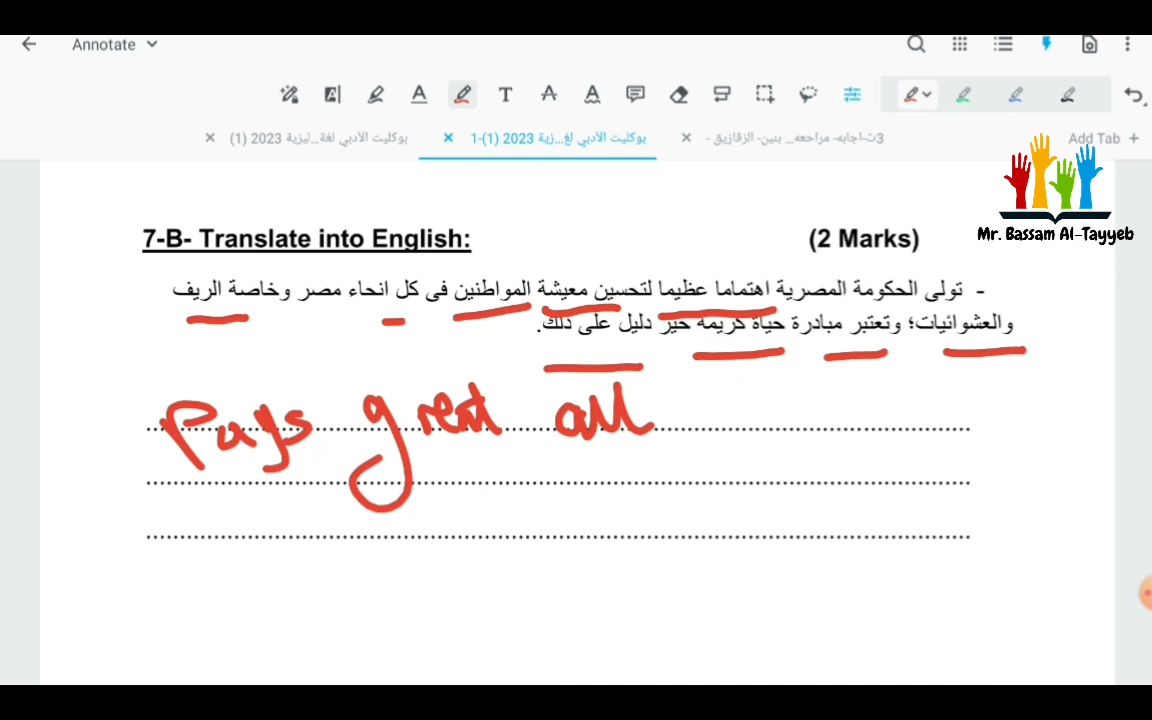 Annotate
بوكليت الأدبي لغة...ليزية 2023 (1)
بوكليت الأدبي لغ...زية 2023 (1)-1
3ث-اجابه- مراجعه... بنين- الزقازيق -
Add Tab +
Mr. Bassam Al-Tayyeb
7-B- Translate into English: (2 Marks)
- تولى الحكومة المصرية اهتماما عظيما لتحسين معيشة المواطنين فى كل انحاء مصر وخاصة الريف
والعشوائيات؛ وتعتبر مبادرة حياة كريمة خير دليل على ذلك.
Pays great